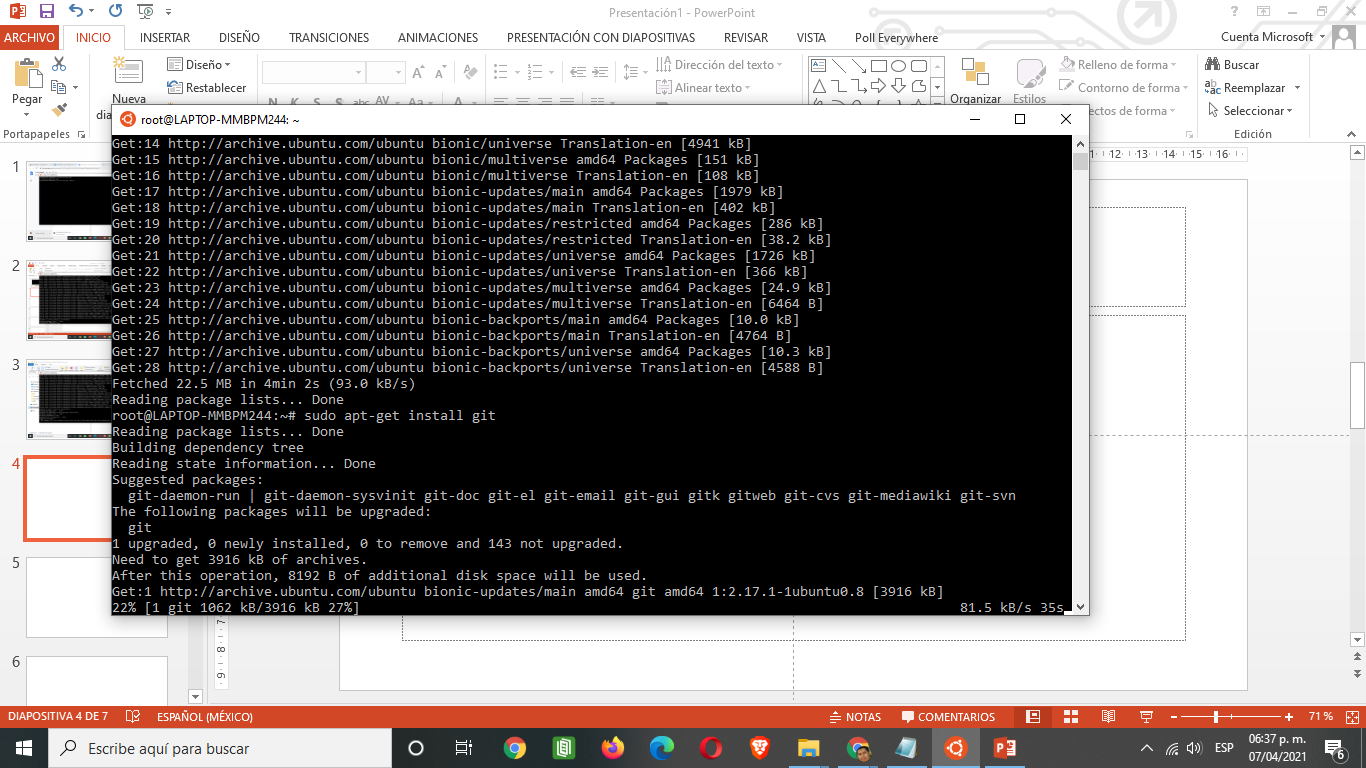 Presentación1 - PowerPoint
ARCHIVO INICIO INSERTAR DISEÑO TRANSICIONES ANIMACIONES PRESENTACIÓN CON DIAPOSITIVAS REVISAR VISTA Poll Everywhere Cuenta Microsoft
Pegar
Nueva
Diseño
Restablecer
Dirección del texto
Alinear texto
Organizar
Estilos
Relleno de forma
Contorno de forma
ectos de forma
Buscar
Reemplazar
Seleccionar
Portapapeles
Edición
root@LAPTOP-MMBPM244: ~
Get:14 http://archive.ubuntu.com/ubuntu bionic/universe Translation-en [4941 kB]
Get:15 http://archive.ubuntu.com/ubuntu bionic/multiverse amd64 Packages [151 kB]
Get:16 http://archive.ubuntu.com/ubuntu bionic/multiverse Translation-en [108 kB]
Get:17 http://archive.ubuntu.com/ubuntu bionic-updates/main amd64 Packages [1979 kB]
Get:18 http://archive.ubuntu.com/ubuntu bionic-updates/main Translation-en [402 kB]
Get:19 http://archive.ubuntu.com/ubuntu bionic-updates/restricted amd64 Packages [286 kB]
Get:20 http://archive.ubuntu.com/ubuntu bionic-updates/restricted Translation-en [38.2 kB]
Get:21 http://archive.ubuntu.com/ubuntu bionic-updates/universe amd64 Packages [1726 kB]
Get:22 http://archive.ubuntu.com/ubuntu bionic-updates/universe Translation-en [366 kB]
Get:23 http://archive.ubuntu.com/ubuntu bionic-updates/multiverse amd64 Packages [24.9 kB]
Get:24 http://archive.ubuntu.com/ubuntu bionic-updates/multiverse Translation-en [6464 B]
Get:25 http://archive.ubuntu.com/ubuntu bionic-backports/main amd64 Packages [10.0 kB]
Get:26 http://archive.ubuntu.com/ubuntu bionic-backports/main Translation-en [4764 B]
Get:27 http://archive.ubuntu.com/ubuntu bionic-backports/universe amd64 Packages [10.3 kB]
Get:28 http://archive.ubuntu.com/ubuntu bionic-backports/universe Translation-en [4588 B]
Fetched 22.5 MB in 4min 2s (93.0 kB/s)
Reading package lists... Done
root@LAPTOP-MMBPM244:~# sudo apt-get install git
Reading package lists... Done
Building dependency tree
Reading state information... Done
Suggested packages:
git-daemon-run | git-daemon-sysvinit git-doc git-el git-email git-gui gitk gitweb git-cvs git-mediawiki git-svn
The following packages will be upgraded:
git
1 upgraded, 0 newly installed, 0 to remove and 143 not upgraded.
Need to get 3916 kB of archives.
After this operation, 8192 B of additional disk space will be used.
Get:1 http://archive.ubuntu.com/ubuntu bionic-updates/main amd64 git amd64 1:2.17.1-1ubuntu0.8 [3916 kB]
22% [1 git 1062 kB/3916 kB 27%] 81.5 kB/s 35s
1
2
3
4
5
6
DIAPOSITIVA 4 DE 7 ESPAÑOL (MÉXICO) NOTAS COMENTARIOS 71 %
Escribe aquí para buscar
ESP
06:37 p. m.
07/04/2021
6